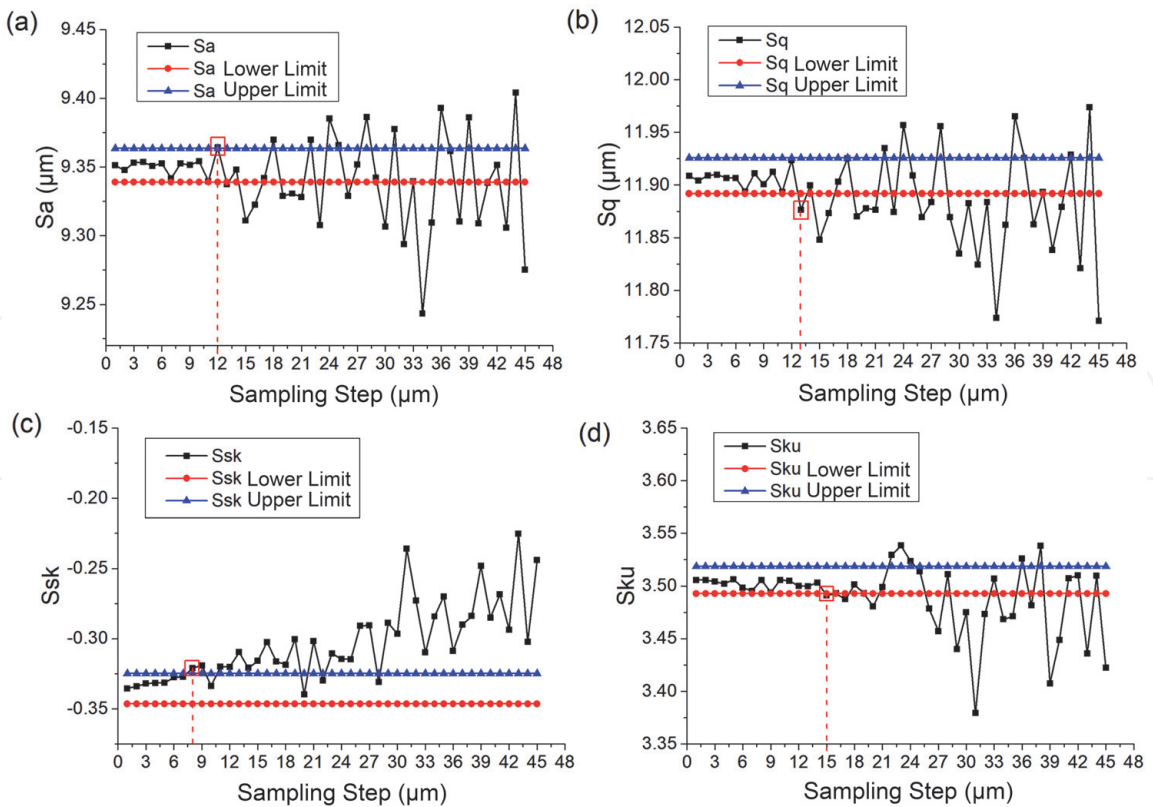 (a)
9.45
9.40
9.35
9.30
9.25
Sa (µm)
Sa
Sa Lower Limit
Sa Upper Limit
0 3 6 9 12 15 18 21 24 27 30 33 36 39 42 45 48
Sampling Step (µm)
(b)
12.05
12.00
11.95
11.90
11.85
11.80
11.75
Sq (µm)
Sq
Sq Lower Limit
Sq Upper Limit
0 3 6 9 12 15 18 21 24 27 30 33 36 39 42 45 48
Sampling Step (µm)
(c)
-0.15
-0.20
-0.25
-0.30
-0.35
Ssk
Ssk
Ssk Lower Limit
Ssk Upper Limit
0 3 6 9 12 15 18 21 24 27 30 33 36 39 42 45 48
Sampling Step (µm)
(d)
3.65
3.60
3.55
3.50
3.45
3.40
3.35
Sku
Sku
Sku Lower Limit
Sku Upper Limit
0 3 6 9 12 15 18 21 24 27 30 33 36 39 42 45 48
Sampling Step (µm)